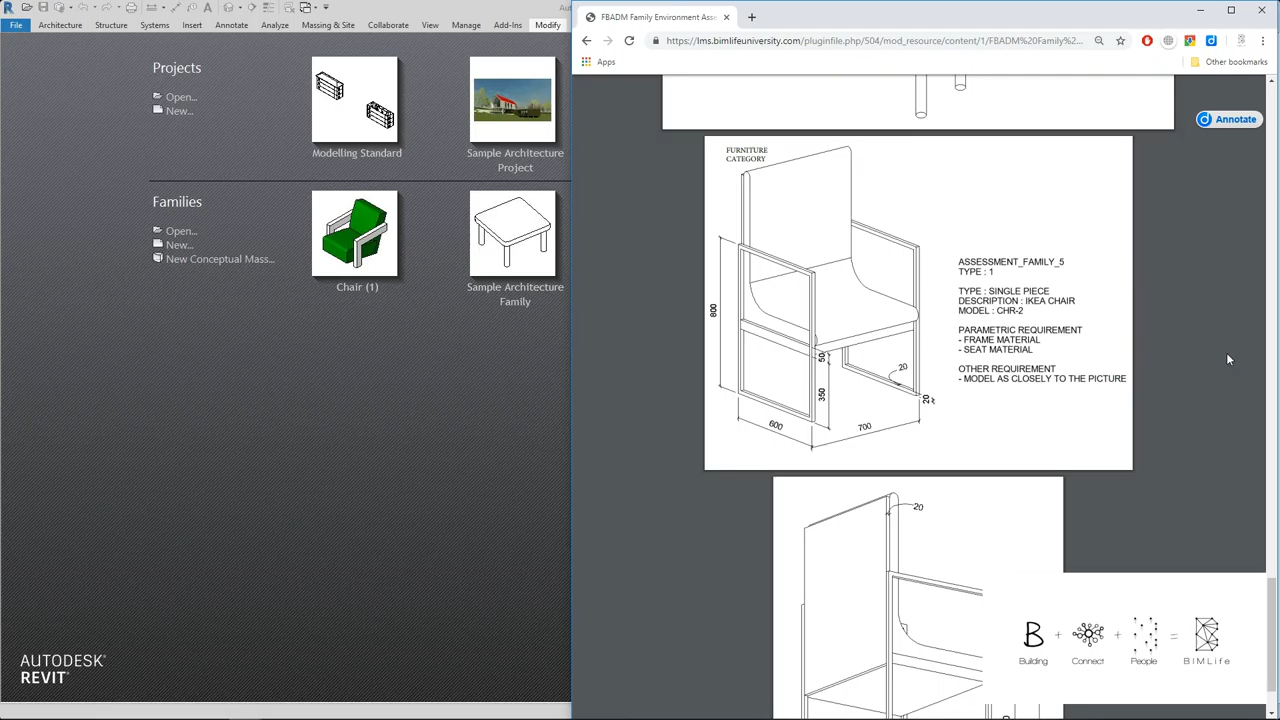 File
Architecture
Structure
Systems
Insert
Annotate
Analyze
Massing & Site
Collaborate
View
Manage
Add-Ins
Modify
Projects
Open...
New...
Modelling Standard
Sample Architecture
Project
Families
Open...
New...
New Conceptual Mass...
Chair (1)
Sample Architecture
Family
AUTODESK®
REVIT®
FBADM Family Environment Asse
https://lms.bimlifeuniversity.com/pluginfile.php/504/mod_resource/content/1/FBADM%20Family%2...
Apps
Other bookmarks
Annotate
FURNITURE
CATEGORY
800
50
350
20
20
600
700
ASSESSMENT_FAMILY_5
TYPE : 1
TYPE : SINGLE PIECE
DESCRIPTION : IKEA CHAIR
MODEL : CHR-2
PARAMETRIC REQUIREMENT
- FRAME MATERIAL
- SEAT MATERIAL
OTHER REQUIREMENT
- MODEL AS CLOSELY TO THE PICTURE
20
B + + =
Building Connect People BIMLife